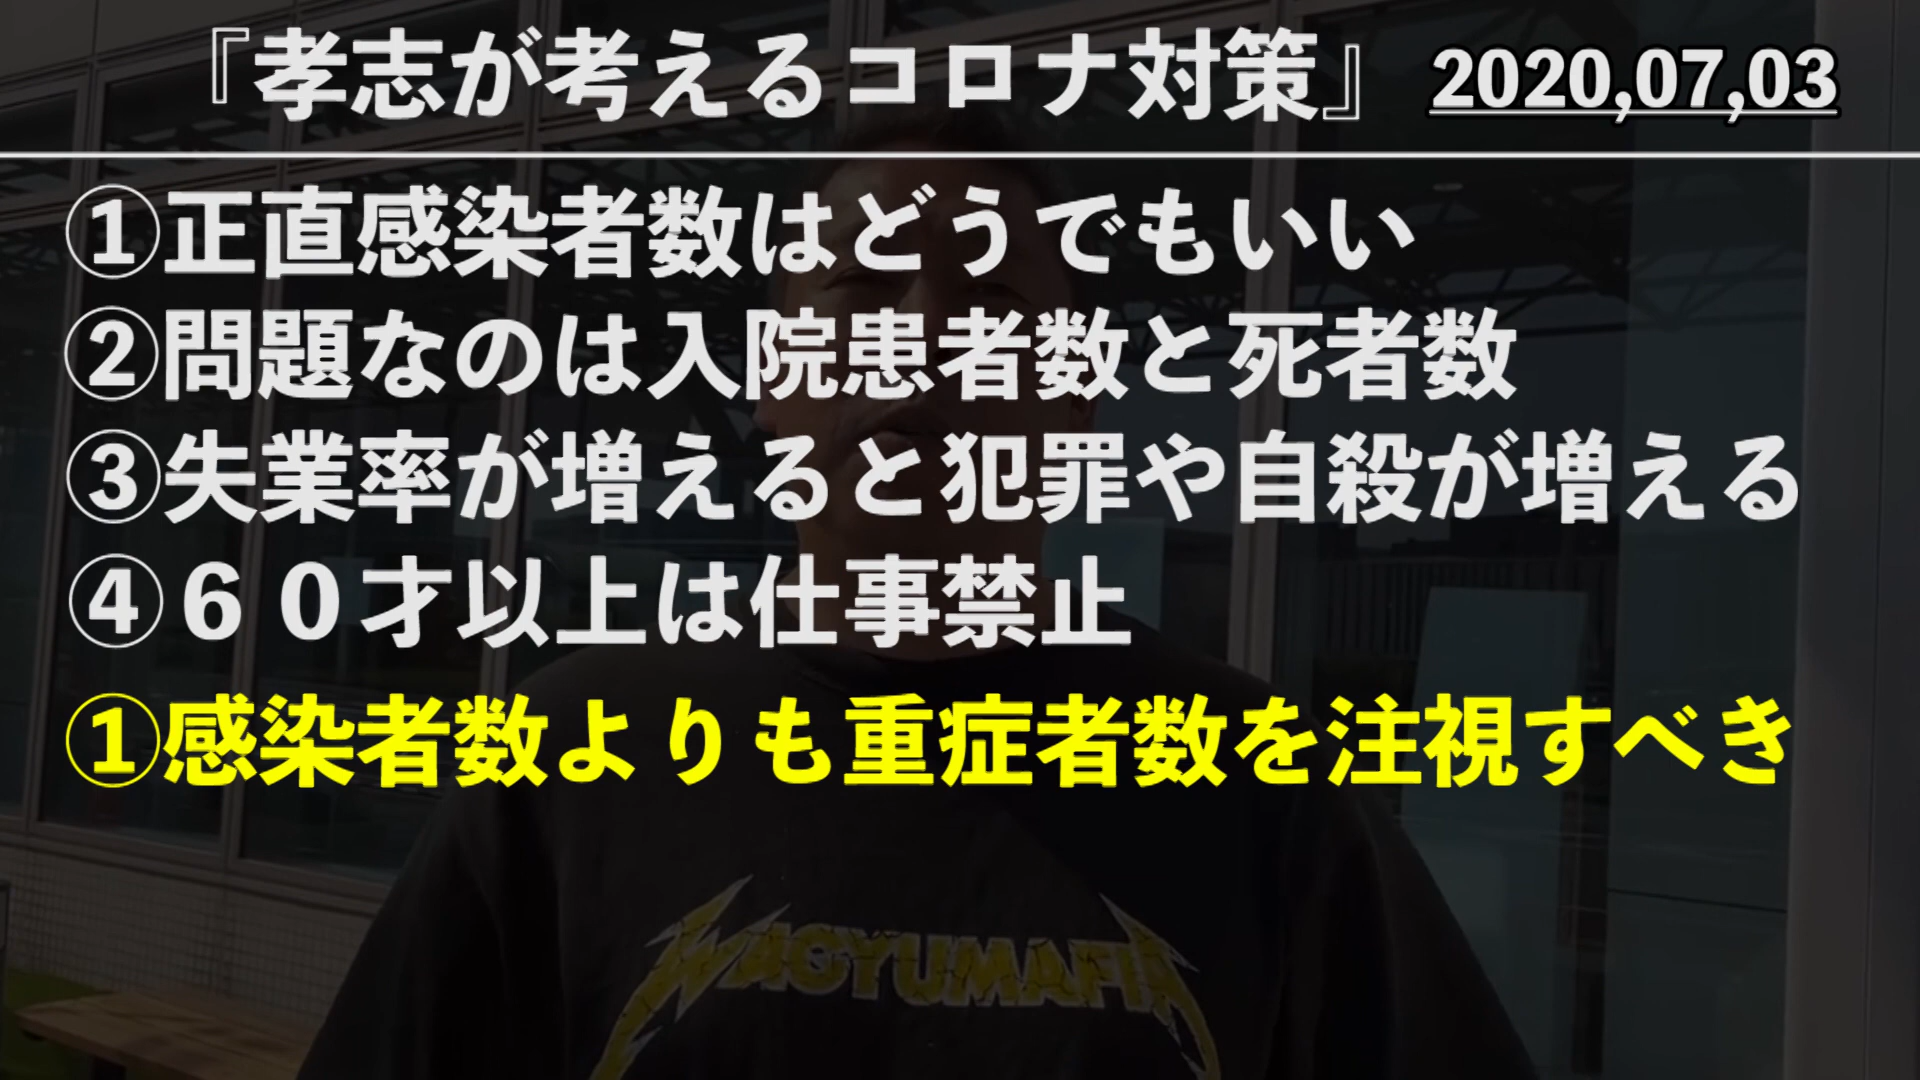 『孝志が考えるコロナ対策』 2020,07,03
①正直感染者数はどうでもいい
②問題なのは入院患者数と死者数
③失業率が増えると犯罪や自殺が増える
④６０才以上は仕事禁止
①感染者数よりも重症者数を注視すべき
WAGYUMAFIA